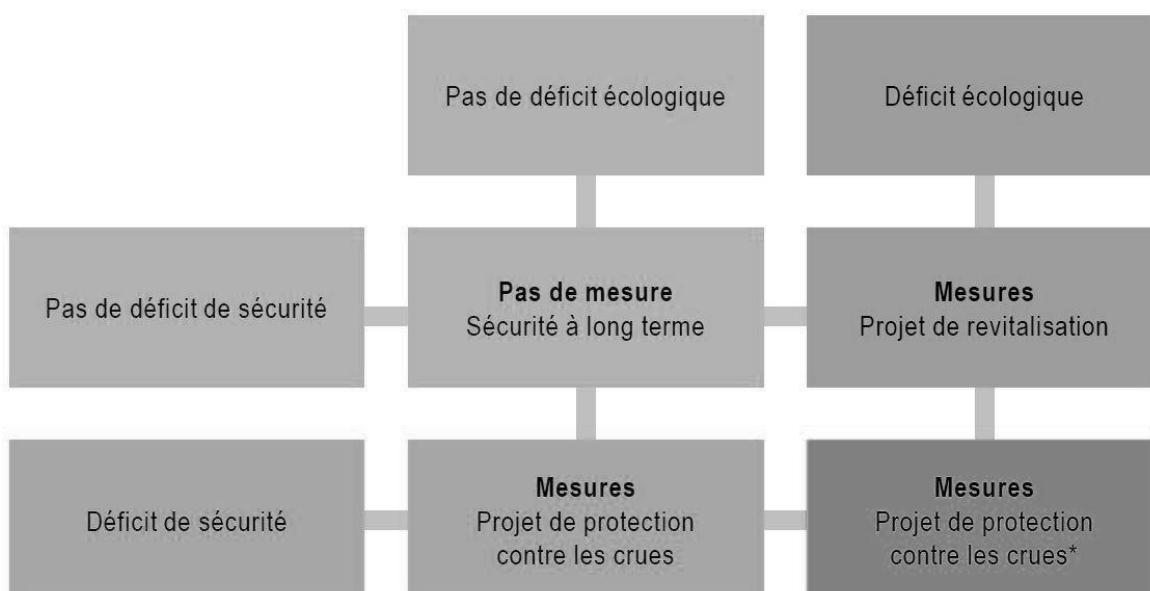 Pas de déficit écologique
Déficit écologique
Pas de déficit de sécurité
Pas de mesure
Sécurité à long terme
Mesures
Projet de revitalisation
Déficit de sécurité
Mesures
Projet de protection
contre les crues
Mesures
Projet de protection
contre les crues*